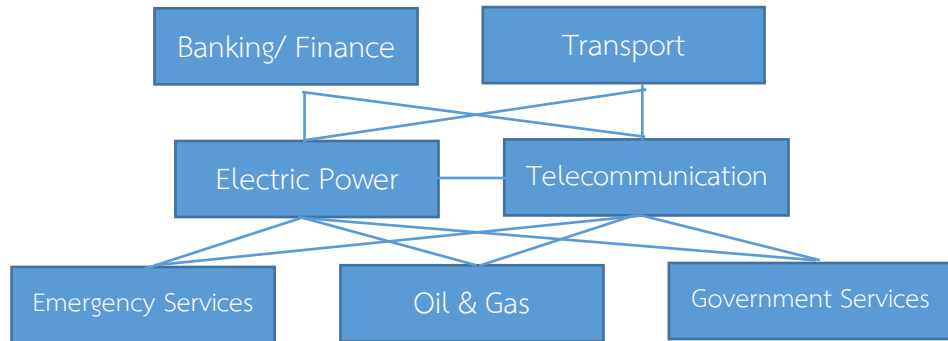 Banking/ Finance
Transport
Electric Power
Telecommunication
Emergency Services
Oil & Gas
Government Services